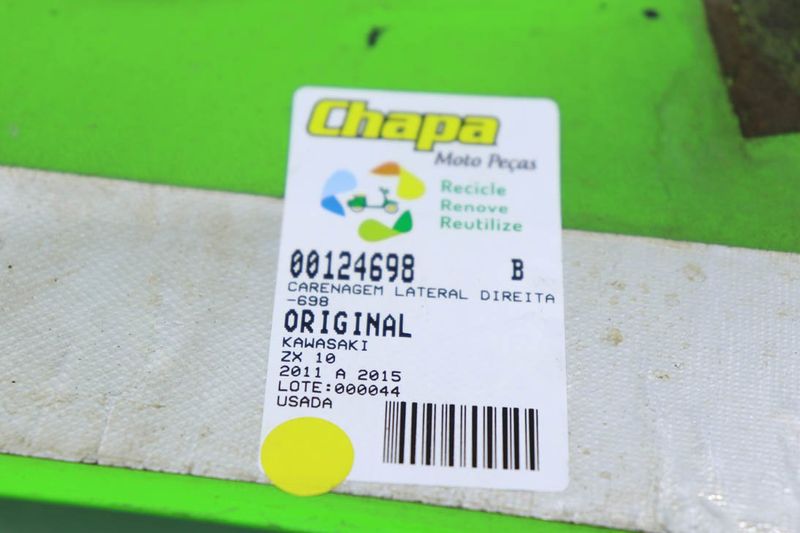 Chapa
Moto Peças
Recicle
Renove
Reutilize
00124698 B
CARENAGEM LATERAL DIREITA
-698
ORIGINAL
KAWASAKI
ZX 10
2011 A 2015
LOTE:000044
USADA